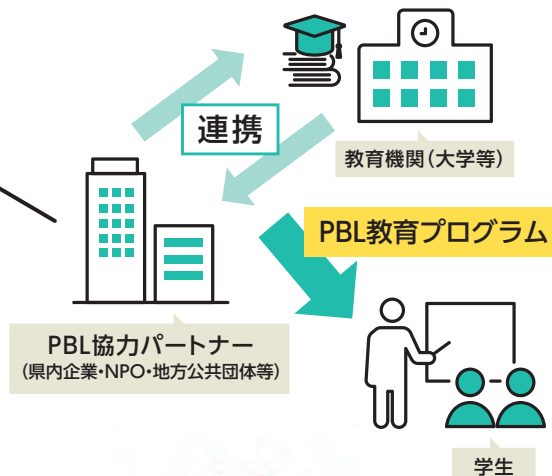 連携
教育機関(大学等)
PBL教育プログラム
PBL協力パートナー
(県内企業・NPO・地方公共団体等)
学生